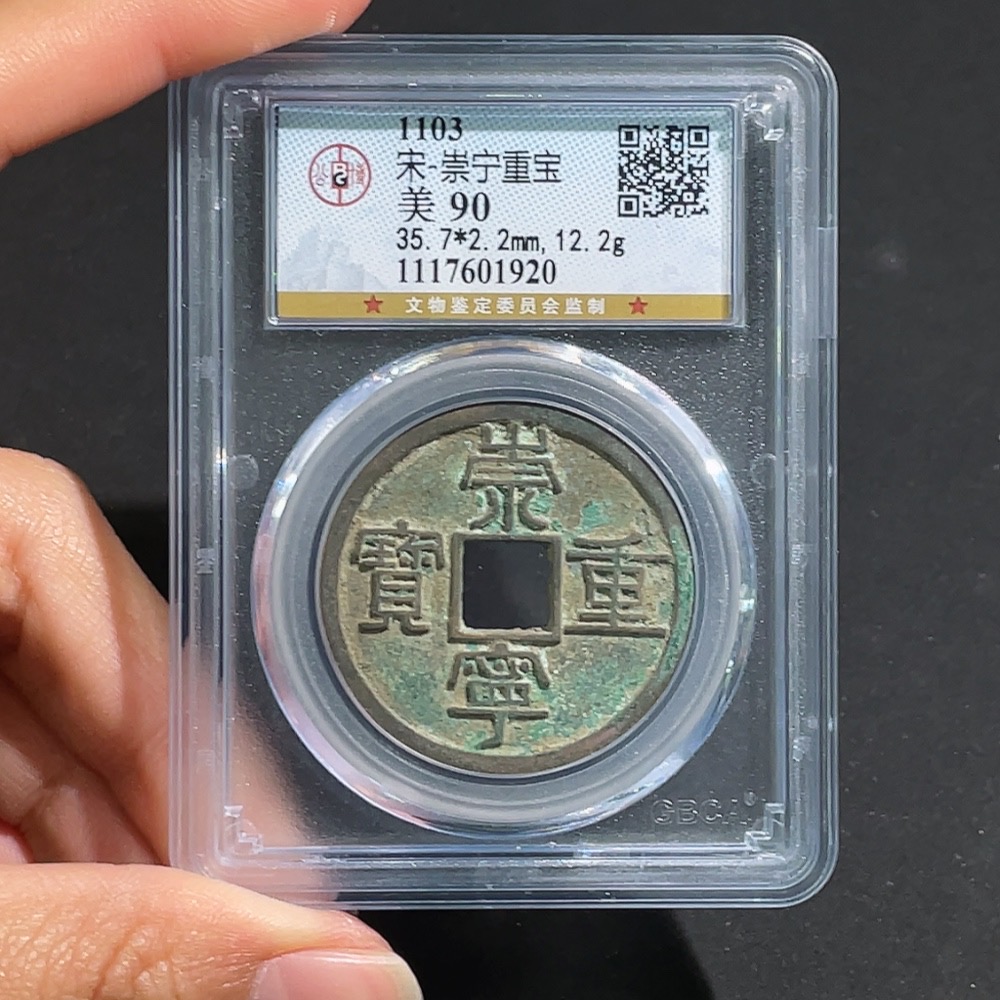 1103
宋-崇宁重宝
美 90
35.7*2.2mm,12.2g
1117601920
文物鉴定委员会监制
崇
寶 重
寧
GBCA